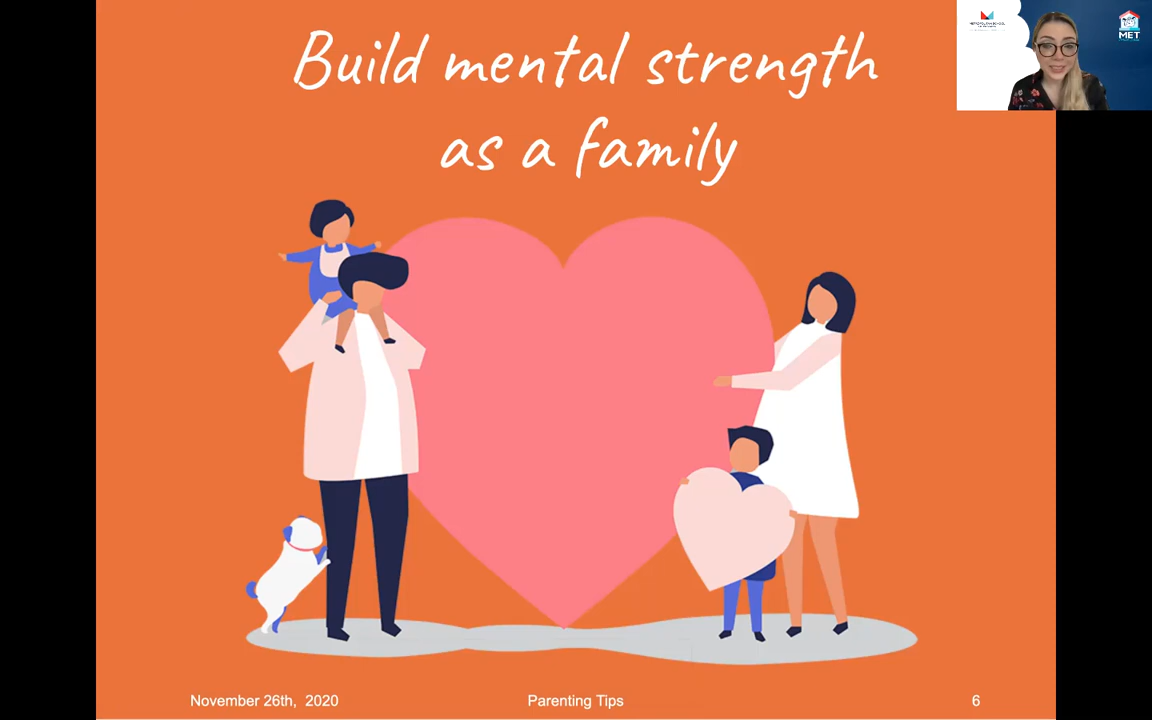 Build mental strength
as a family
MET
November 26th, 2020
Parenting Tips
6